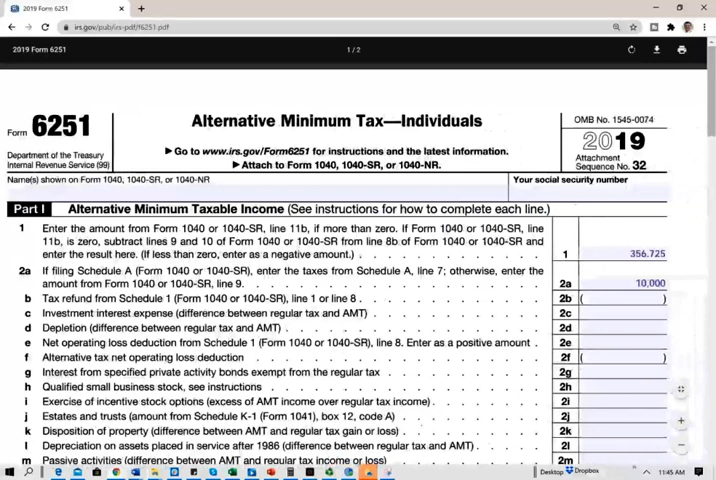 2019 Form 6251
irs.gov/pub/irs-pdf/f6251.pdf
2019 Form 6251
1/2
Form 6251
Department of the Treasury
Internal Revenue Service (99)
Alternative Minimum Tax—Individuals
▶ Go to www.irs.gov/Form6251 for instructions and the latest information.
▶ Attach to Form 1040, 1040-SR, or 1040-NR.
OMB No. 1545-0074
2019
Attachment
Sequence No. 32
Name(s) shown on Form 1040, 1040-SR, or 1040-NR
Your social security number
Part I Alternative Minimum Taxable Income (See instructions for how to complete each line.)
1 Enter the amount from Form 1040 or 1040-SR, line 11b, if more than zero. If Form 1040 or 1040-SR, line
11b, is zero, subtract lines 9 and 10 of Form 1040 or 1040-SR from line 8b of Form 1040 or 1040-SR and
enter the result here. (If less than zero, enter as a negative amount.) . 1 356.725
2a If filing Schedule A (Form 1040 or 1040-SR), enter the taxes from Schedule A, line 7; otherwise, enter the
amount from Form 1040 or 1040-SR, line 9. 2a 10,000
b Tax refund from Schedule 1 (Form 1040 or 1040-SR), line 1 or line 8 . 2b ( )
c Investment interest expense (difference between regular tax and AMT) 2c
d Depletion (difference between regular tax and AMT) . 2d
e Net operating loss deduction from Schedule 1 (Form 1040 or 1040-SR), line 8. Enter as a positive amount . 2e
f Alternative tax net operating loss deduction 2f ( )
g Interest from specified private activity bonds exempt from the regular tax 2g
h Qualified small business stock, see instructions 2h
i Exercise of incentive stock options (excess of AMT income over regular tax income) . 2i
j Estates and trusts (amount from Schedule K-1 (Form 1041), box 12, code A) 2j
k Disposition of property (difference between AMT and regular tax gain or loss) . 2k
l Depreciation on assets placed in service after 1986 (difference between regular tax and AMT) . 2l
m Passive activities (difference between AMT and regular tax income or loss) 2m
Desktop
Dropbox
11:45 AM